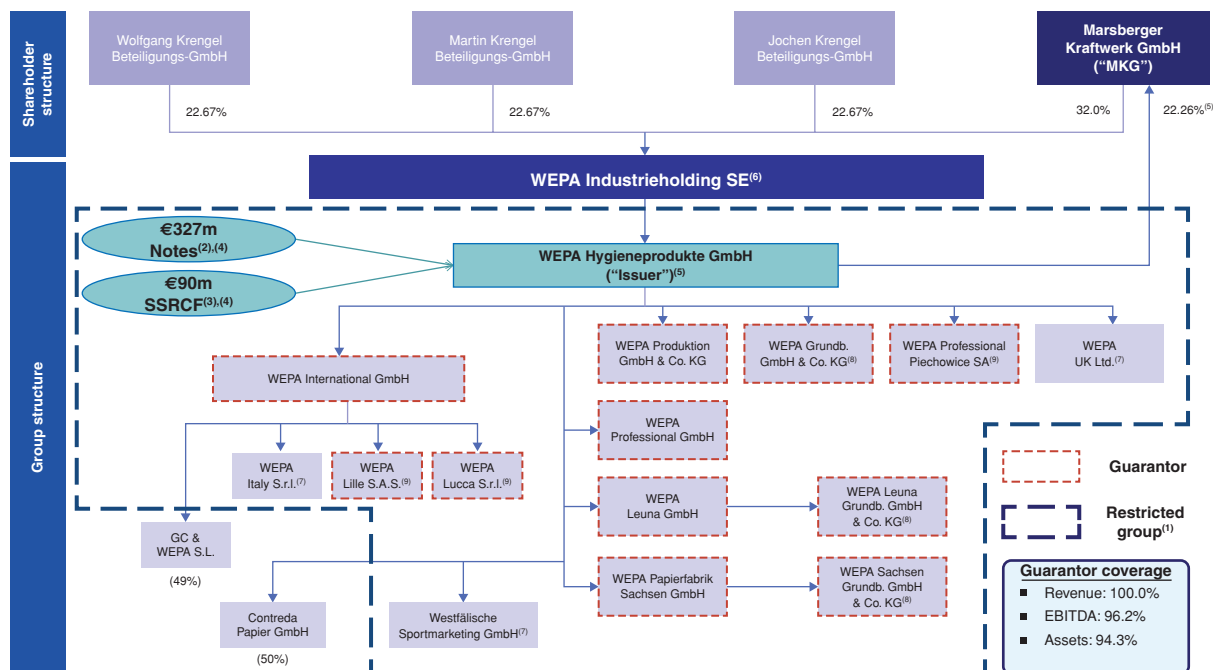 Shareholder
structure
Wolfgang Krengel
Beteiligungs-GmbH
Martin Krengel
Beteiligungs-GmbH
Jochen Krengel
Beteiligungs-GmbH
Marsberger
Kraftwerk GmbH
(“MKG”)
22.67%
22.67%
22.67%
32.0%
22.26%(5)
WEPA Industrieholding SE(6)
Group structure
€327m
Notes(2),(4)
€90m
SSRCF(3),(4)
WEPA Hygieneprodukte GmbH
(“Issuer”)(5)
WEPA International GmbH
WEPA Produktion
GmbH & Co. KG
WEPA Grundb.
GmbH & Co. KG(8)
WEPA Professional
Piechowice SA(9)
WEPA
UK Ltd.(7)
WEPA
Professional GmbH
WEPA
Italy S.r.l.(7)
WEPA
Lille S.A.S.(9)
WEPA
Lucca S.r.l.(9)
WEPA
Leuna GmbH
WEPA Leuna
Grundb. GmbH
& Co. KG(8)
GC &
WEPA S.L.
(49%)
WEPA Papierfabrik
Sachsen GmbH
WEPA Sachsen
Grundb. GmbH
& Co. KG(8)
Contreda
Papier GmbH
(50%)
Westfälische
Sportmarketing GmbH(7)
Guarantor
Restricted
group(1)
Guarantor coverage
■ Revenue: 100.0%
■ EBITDA: 96.2%
■ Assets: 94.3%